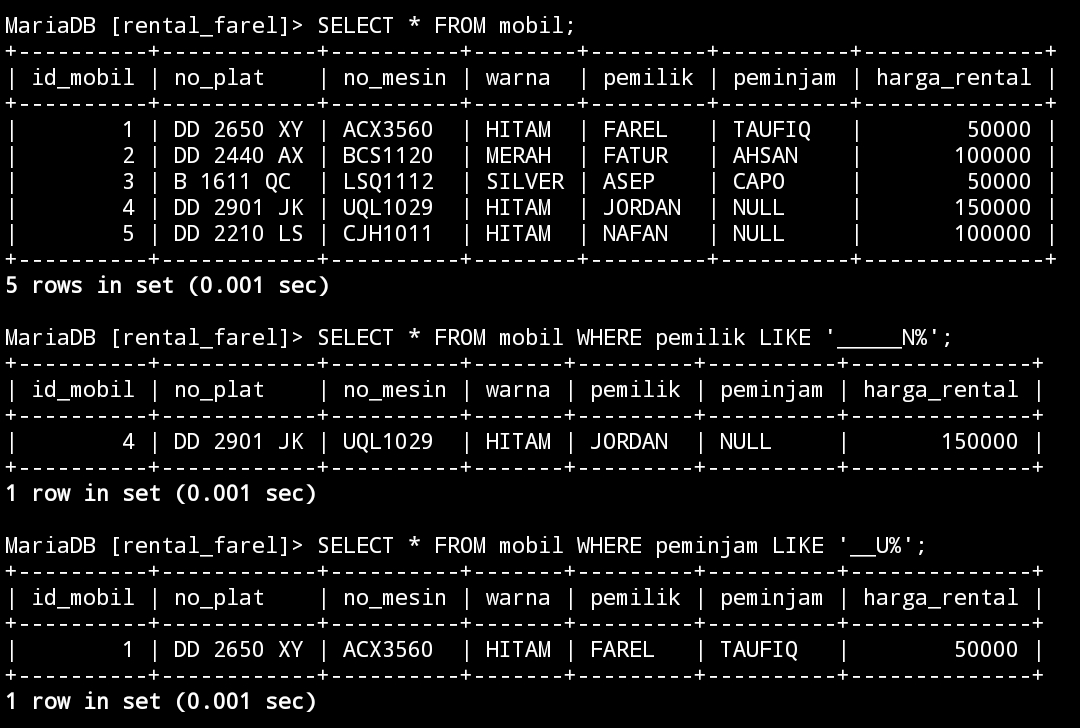 MariaDB [rental_farel]> SELECT * FROM mobil;
+----------+------------+----------+--------+---------+----------+--------------+
| id_mobil | no_plat    | no_mesin | warna  | pemilik | peminjam | harga_rental |
+----------+------------+----------+--------+---------+----------+--------------+
|        1 | DD 2650 XY | ACX3560  | HITAM  | FAREL   | TAUFIQ   |        50000 |
|        2 | DD 2440 AX | BCS1120  | MERAH  | FATUR   | AHSAN    |       100000 |
|        3 | B 1611 QC  | LSQ1112  | SILVER | ASEP    | CAPO     |        50000 |
|        4 | DD 2901 JK | UQL1029  | HITAM  | JORDAN  | NULL     |       150000 |
|        5 | DD 2210 LS | CJH1011  | HITAM  | NAFAN   | NULL     |       100000 |
+----------+------------+----------+--------+---------+----------+--------------+
5 rows in set (0.001 sec)
MariaDB [rental_farel]> SELECT * FROM mobil WHERE pemilik LIKE '_____N%';
+----------+------------+----------+-------+---------+----------+--------------+
| id_mobil | no_plat    | no_mesin | warna | pemilik | peminjam | harga_rental |
+----------+------------+----------+-------+---------+----------+--------------+
|        4 | DD 2901 JK | UQL1029  | HITAM | JORDAN  | NULL     |       150000 |
+----------+------------+----------+-------+---------+----------+--------------+
1 row in set (0.001 sec)
MariaDB [rental_farel]> SELECT * FROM mobil WHERE peminjam LIKE '__U%';
+----------+------------+----------+-------+---------+----------+--------------+
| id_mobil | no_plat    | no_mesin | warna | pemilik | peminjam | harga_rental |
+----------+------------+----------+-------+---------+----------+--------------+
|        1 | DD 2650 XY | ACX3560  | HITAM | FAREL   | TAUFIQ   |        50000 |
+----------+------------+----------+-------+---------+----------+--------------+
1 row in set (0.001 sec)